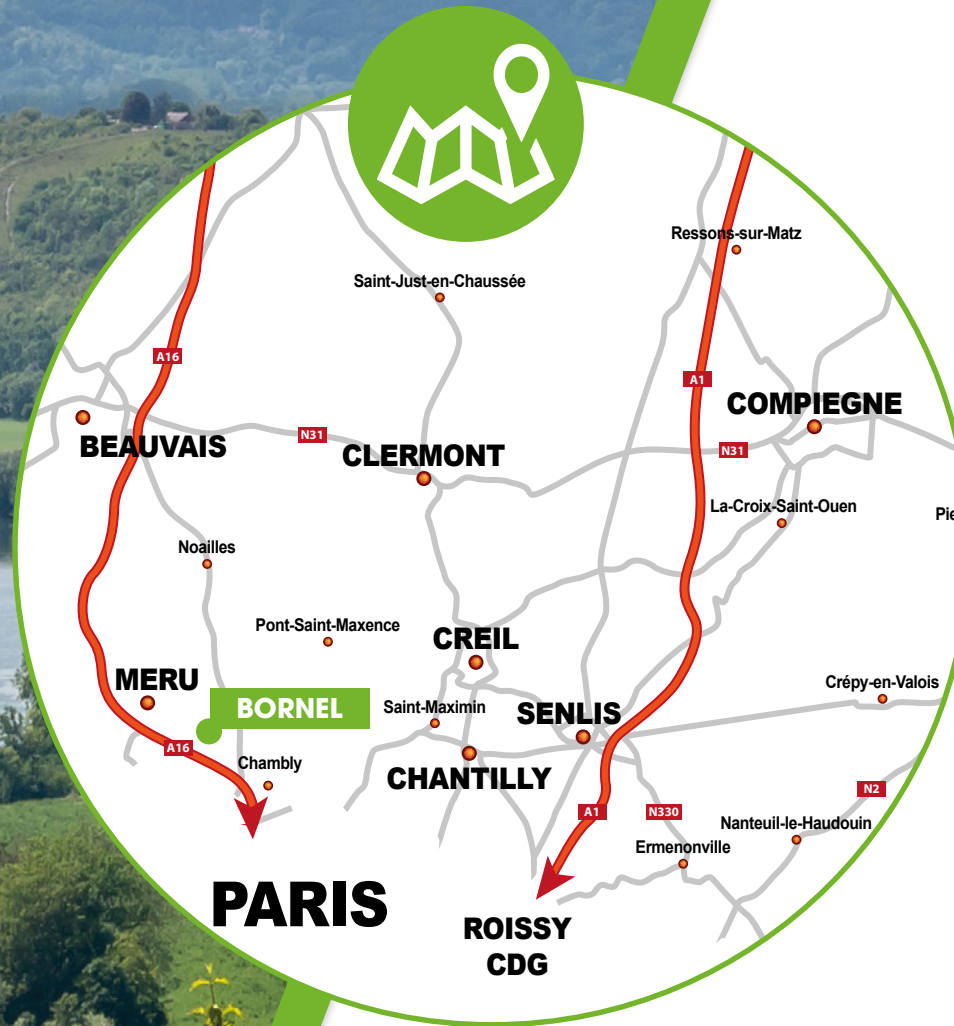 Ressons-sur-Matz
Saint-Just-en-Chaussée
A16
A1
COMPIEGNE
BEAUVAIS
N31
CLERMONT
N31
La-Croix-Saint-Ouen
Pie
Noailles
Pont-Saint-Maxence
CREIL
MERU
Crépy-en-Valois
BORNEL
Saint-Maximin
SENLIS
A16
Chambly
CHANTILLY
N2
A1
N330
Nanteuil-le-Haudouin
Ermenonville
PARIS
ROISSY
CDG